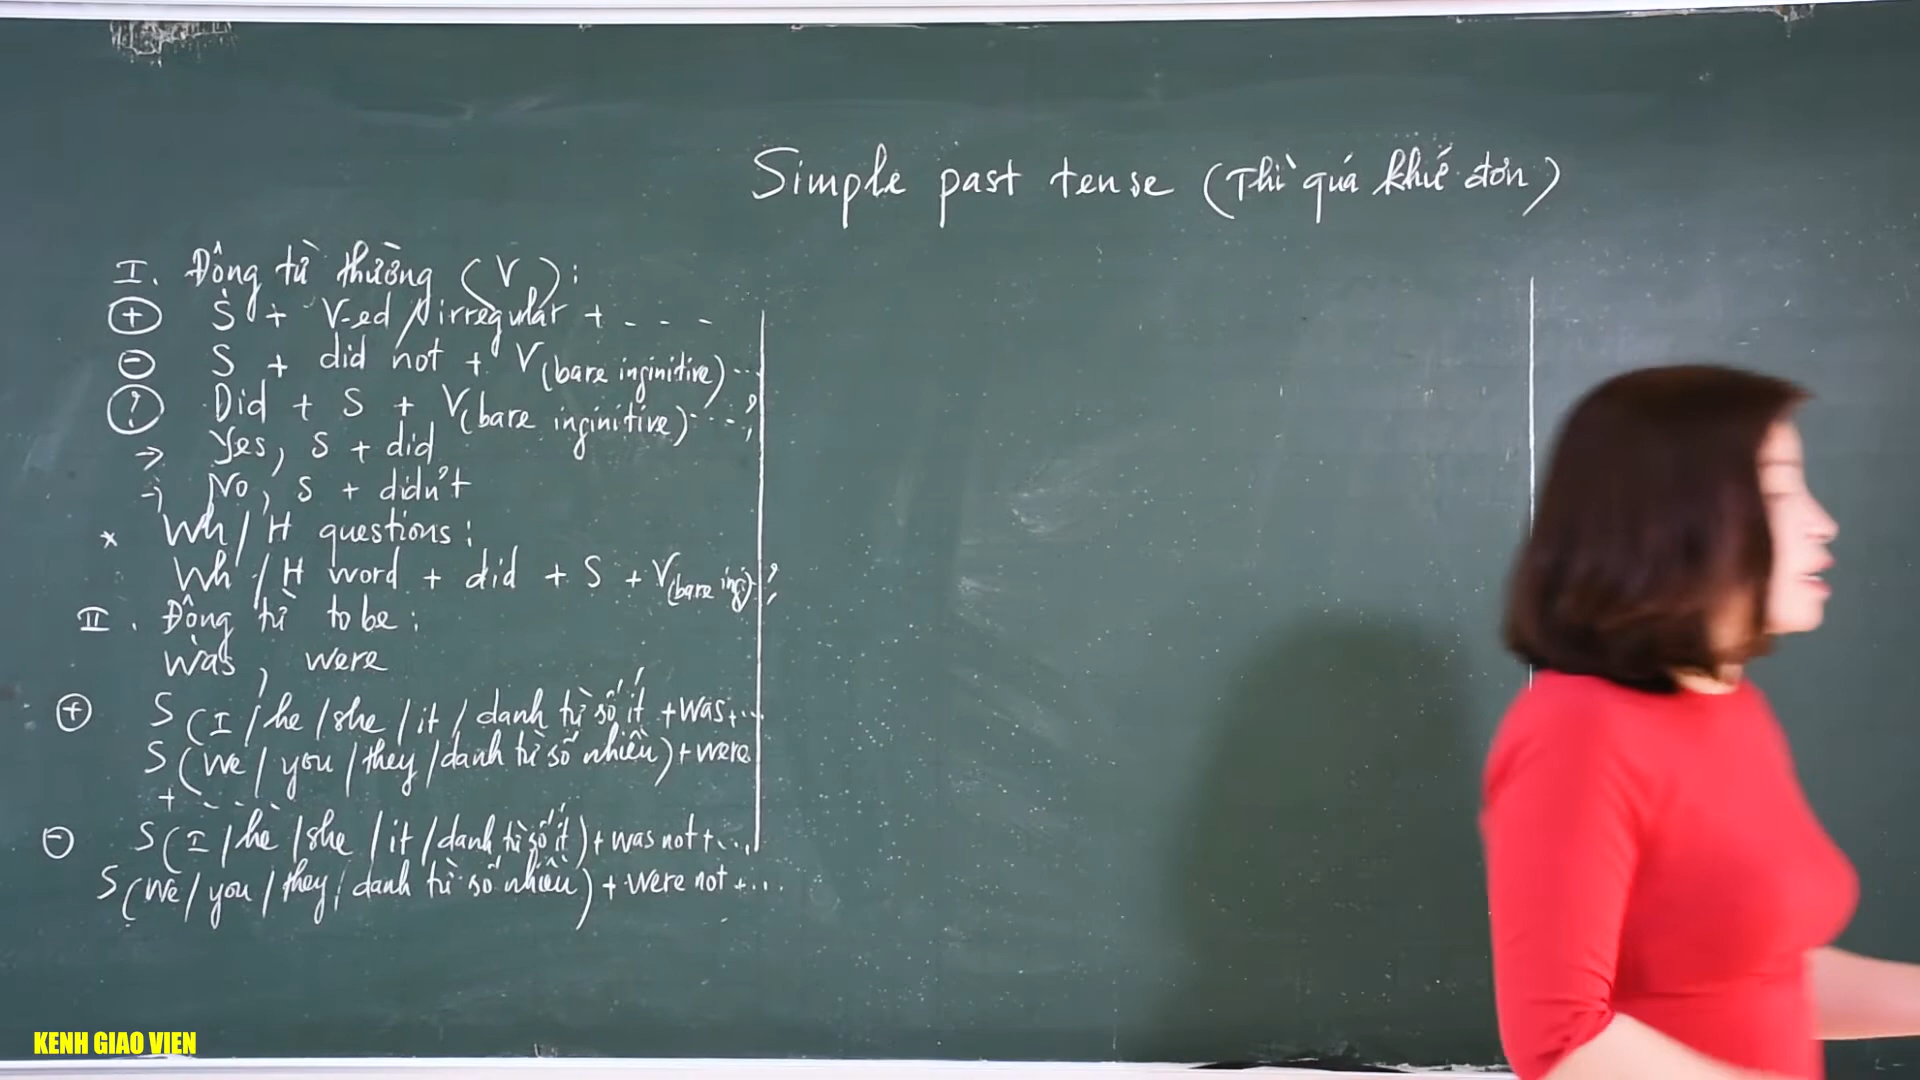 Simple past tense (Thì quá khứ đơn)
I. Động từ thường (V):
(+) S + V-ed / irregular + - - -
(-) S + did not + V (bare infinitive) ...
(?) Did + S + V (bare infinitive) ... ?
→ Yes, S + did
→ No, S + didn't
* Wh / H questions:
Wh / H word + did + S + V (bare inf) ?
II. Động từ to be:
Was, were
(+) S (I / he / she / it / danh từ số ít + was + ...
S (We / you / they / danh từ số nhiều) + were
+ - - - -
(-) S (I / he / she / it / danh từ số ít) + was not + ...
S (We / you / they / danh từ số nhiều) + were not + ...
KENH GIAO VIEN